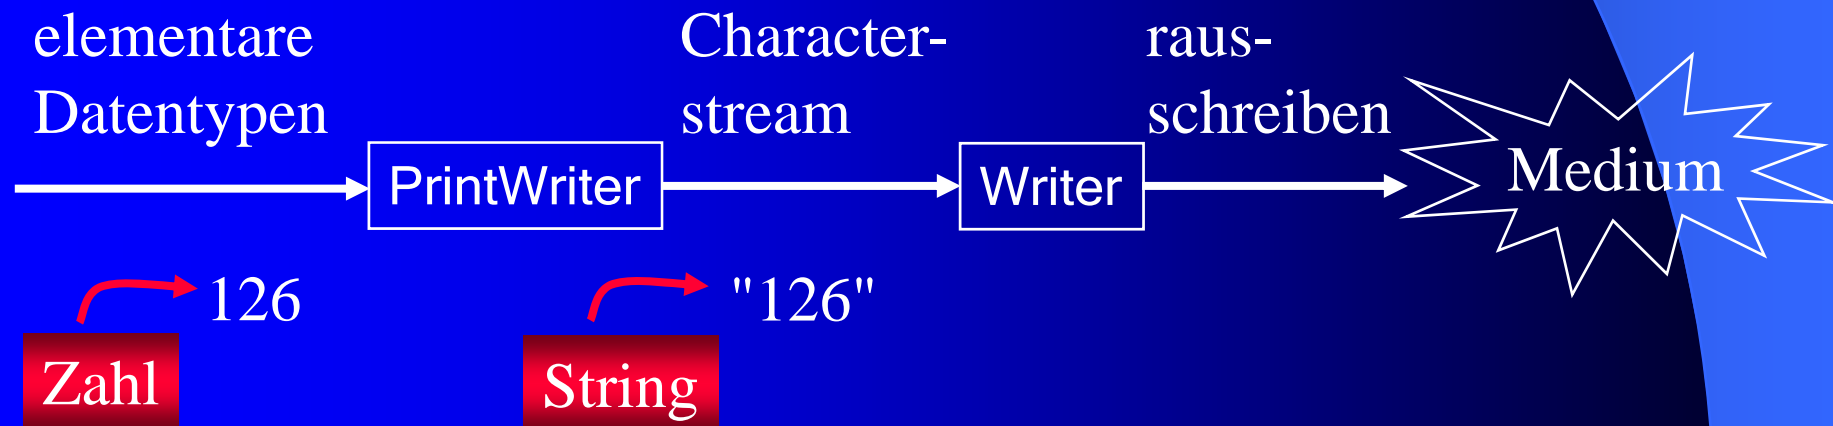 elementare
Datentypen
Character-
stream
raus-
schreiben
PrintWriter
Writer
Medium
126
"126"
Zahl
String